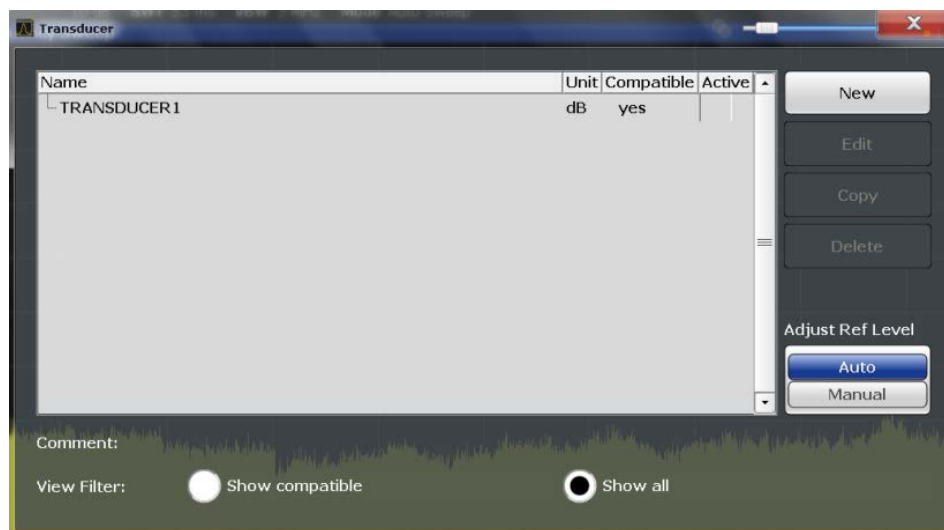 Transducer
Name Unit Compatible Active
TRANSDUCER1 dB yes
New
Edit
Copy
Delete
Adjust Ref Level
Auto
Manual
Comment:
View Filter: Show compatible Show all